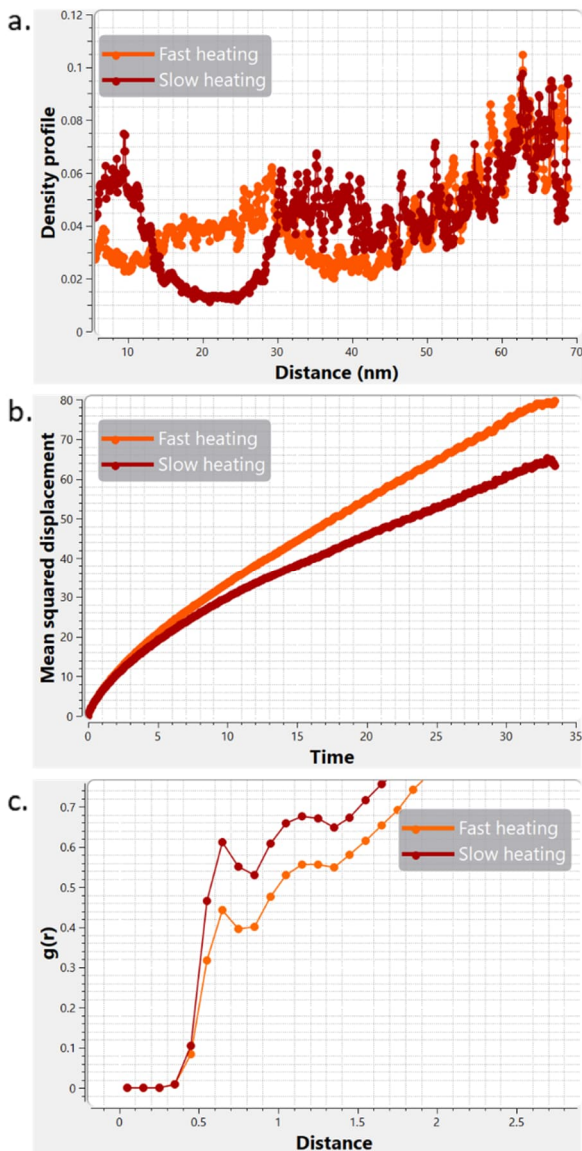 a.
0.12
0.1
0.08
0.06
0.04
0.02
0
Density profile
Fast heating
Slow heating
10 20 30 40 50 60 70
Distance (nm)
b.
80
70
60
50
40
30
20
10
0
Mean squared displacement
Fast heating
Slow heating
0 5 10 15 20 25 30 35
Time
c.
0.7
0.6
0.5
0.4
0.3
0.2
0.1
0
g(r)
Fast heating
Slow heating
0 0.5 1 1.5 2 2.5
Distance